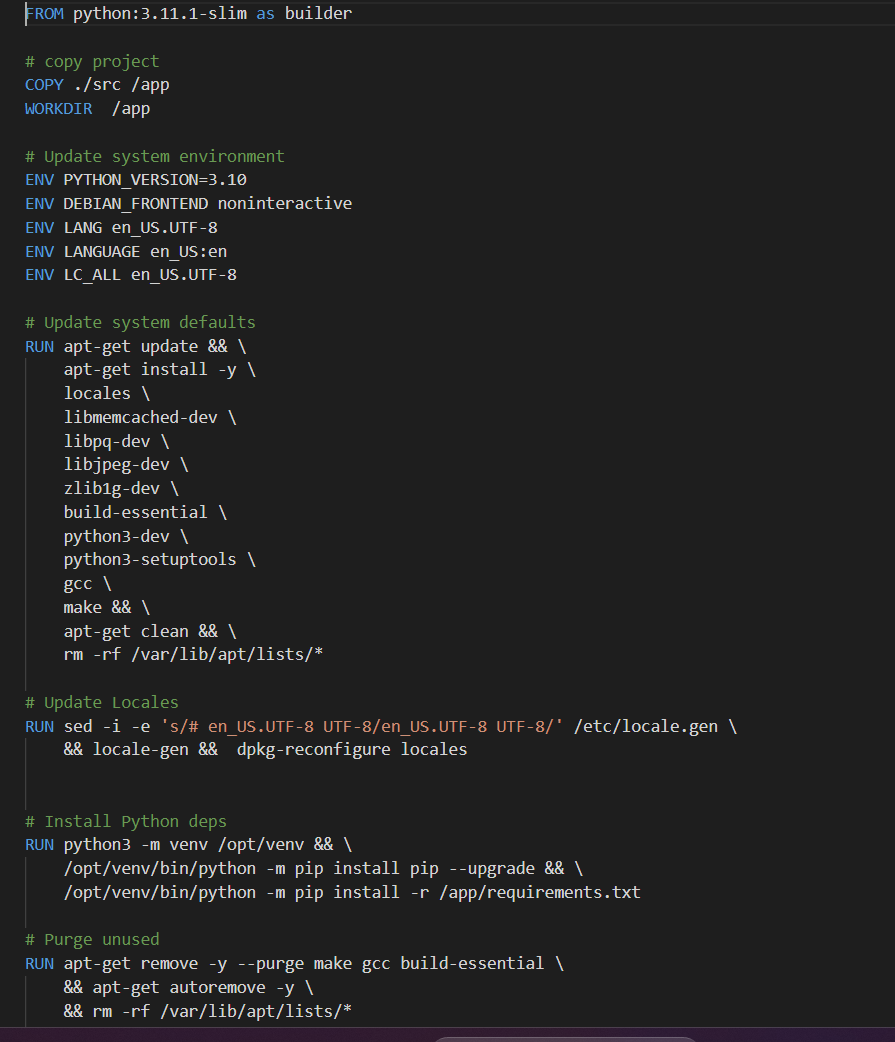 FROM python:3.11.1-slim as builder
# copy project
COPY ./src /app
WORKDIR  /app
# Update system environment
ENV PYTHON_VERSION=3.10
ENV DEBIAN_FRONTEND noninteractive
ENV LANG en_US.UTF-8
ENV LANGUAGE en_US:en
ENV LC_ALL en_US.UTF-8
# Update system defaults
RUN apt-get update && \
    apt-get install -y \
    locales \
    libmemcached-dev \
    libpq-dev \
    libjpeg-dev \
    zlib1g-dev \
    build-essential \
    python3-dev \
    python3-setuptools \
    gcc \
    make && \
    apt-get clean && \
    rm -rf /var/lib/apt/lists/*
# Update Locales
RUN sed -i -e 's/# en_US.UTF-8 UTF-8/en_US.UTF-8 UTF-8/' /etc/locale.gen \
    && locale-gen &&  dpkg-reconfigure locales
# Install Python deps
RUN python3 -m venv /opt/venv && \
    /opt/venv/bin/python -m pip install pip --upgrade && \
    /opt/venv/bin/python -m pip install -r /app/requirements.txt
# Purge unused
RUN apt-get remove -y --purge make gcc build-essential \
    && apt-get autoremove -y \
    && rm -rf /var/lib/apt/lists/*